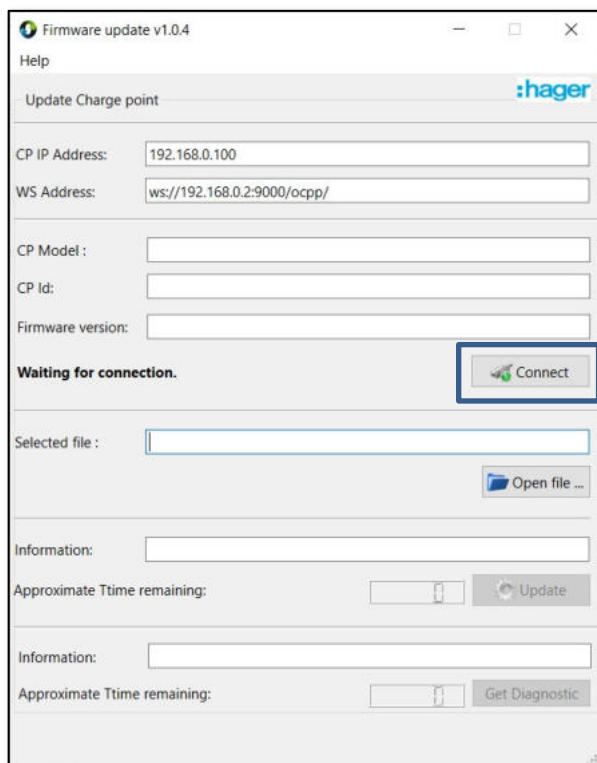 Firmware update v1.0.4
Help
:hager
Update Charge point
CP IP Address: 192.168.0.100
WS Address: ws://192.168.0.2:9000/ocpp/
CP Model :
CP Id:
Firmware version:
Waiting for connection. Connect
Selected file :
Open file ...
Information:
Approximate Ttime remaining: 0 Update
Information:
Approximate Ttime remaining: 0 Get Diagnostic